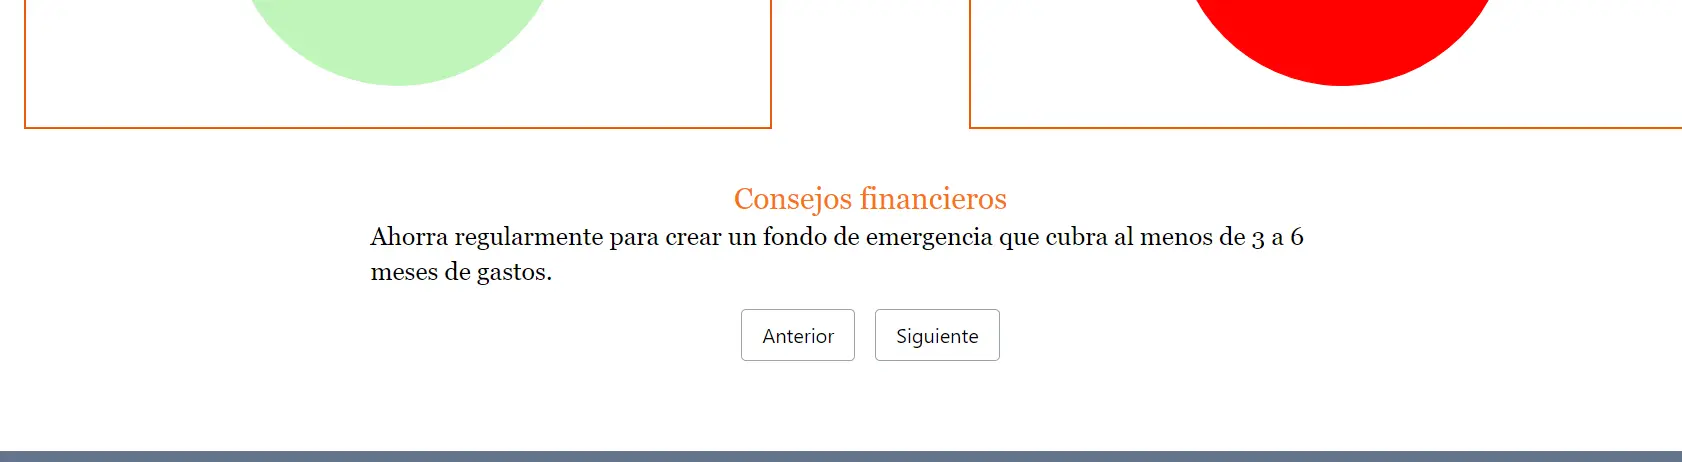 Consejos financieros
Ahorra regularmente para crear un fondo de emergencia que cubra al menos de 3 a 6
meses de gastos.
Anterior Siguiente